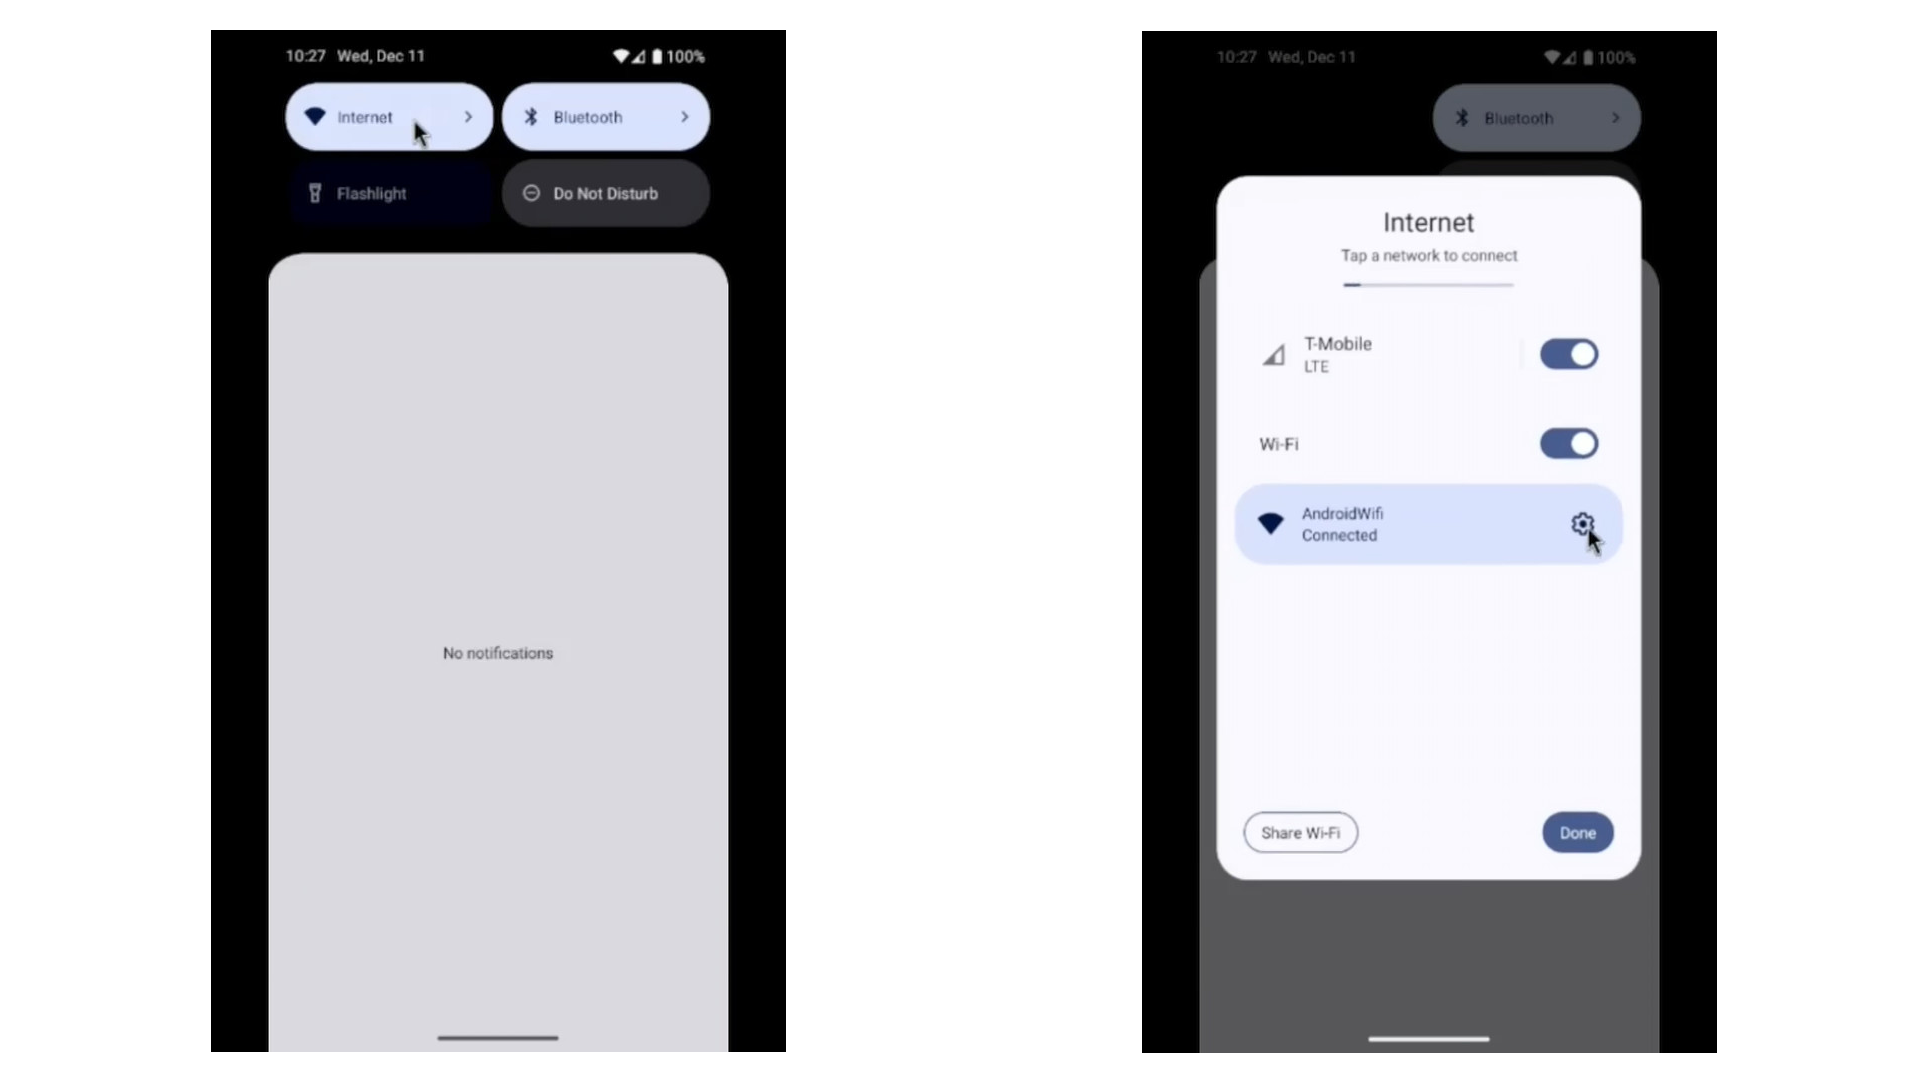 10:27 Wed, Dec 11
100%
Internet
Bluetooth
Flashlight
Do Not Disturb
No notifications
10:27 Wed, Dec 11
100%
Bluetooth
Internet
Tap a network to connect
T-Mobile
LTE
Wi-Fi
AndroidWifi
Connected
Share Wi-Fi
Done